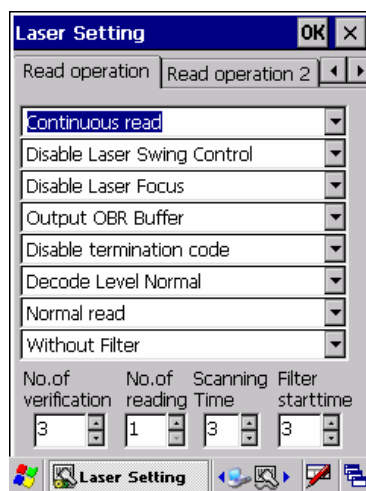 Laser Setting OK ×
Read operation Read operation 2
Continuous read
Disable Laser Swing Control
Disable Laser Focus
Output OBR Buffer
Disable termination code
Decode Level Normal
Normal read
Without Filter
No.of No.of Scanning Filter
verification reading Time starttime
3 1 3 3
Laser Setting